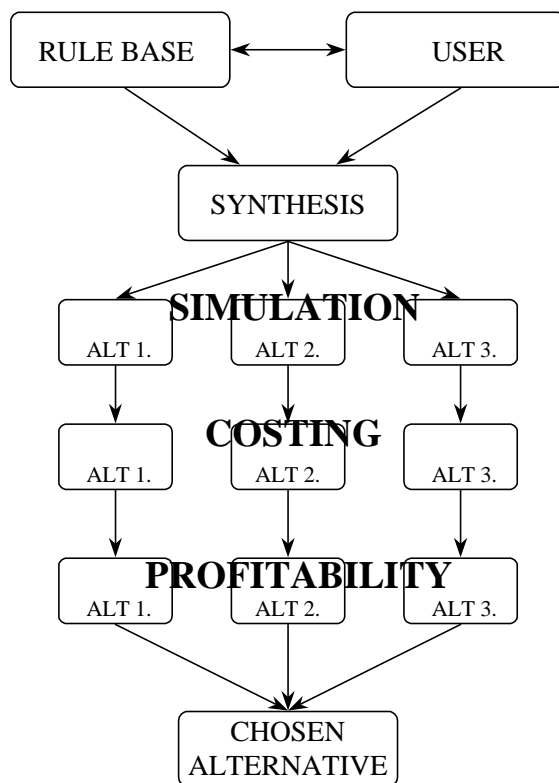 RULE BASE
USER
SYNTHESIS
SIMULATION
ALT 1.
ALT 2.
ALT 3.
COSTING
ALT 1.
ALT 2.
ALT 3.
PROFITABILITY
ALT 1.
ALT 2.
ALT 3.
CHOSEN
ALTERNATIVE